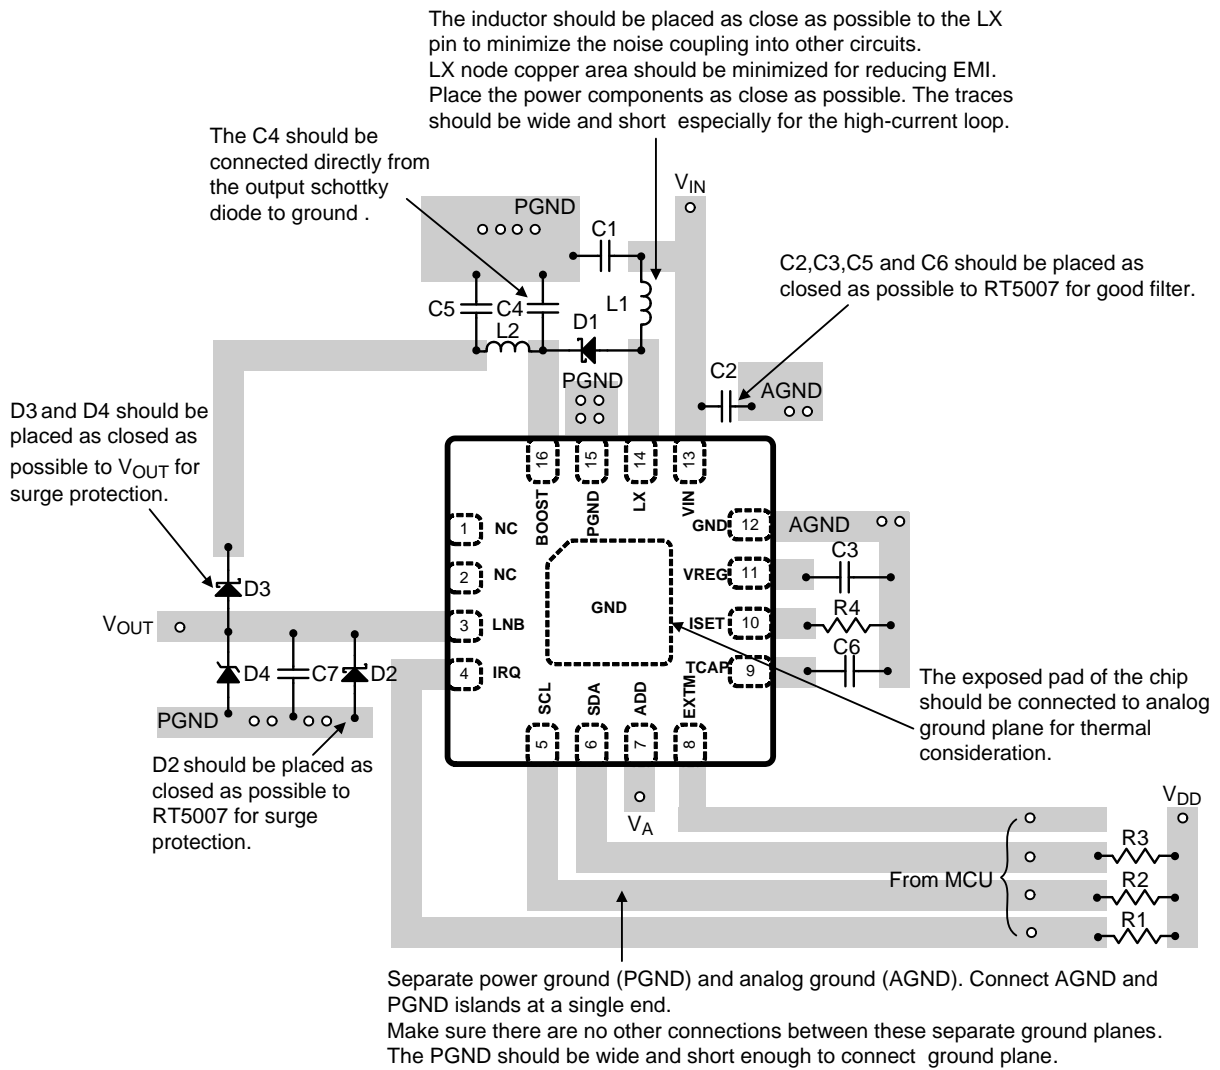 The inductor should be placed as close as possible to the LX
pin to minimize the noise coupling into other circuits.
LX node copper area should be minimized for reducing EMI.
Place the power components as close as possible. The traces
should be wide and short especially for the high-current loop.
The C4 should be
connected directly from
the output schottky
diode to ground .
VIN
PGND
C1
C2,C3,C5 and C6 should be placed as
closed as possible to RT5007 for good filter.
C5
C4
L1
L2
D1
PGND
C2
AGND
D3 and D4 should be
placed as closed as
possible to VOUT for
surge protection.
16
15
14
13
BOOST
PGND
LX
VIN
1
NC
2
NC
3
LNB
4
IRQ
GND
12
AGND
VREG
11
C3
ISET
10
R4
TCAP
9
C6
GND
D3
VOUT
D4
C7
D2
PGND
SCL
SDA
ADD
EXTM
5
6
7
8
The exposed pad of the chip
should be connected to analog
ground plane for thermal
consideration.
D2 should be placed as
closed as possible to
RT5007 for surge
protection.
VA
VDD
From MCU
R3
R2
R1
Separate power ground (PGND) and analog ground (AGND). Connect AGND and
PGND islands at a single end.
Make sure there are no other connections between these separate ground planes.
The PGND should be wide and short enough to connect ground plane.